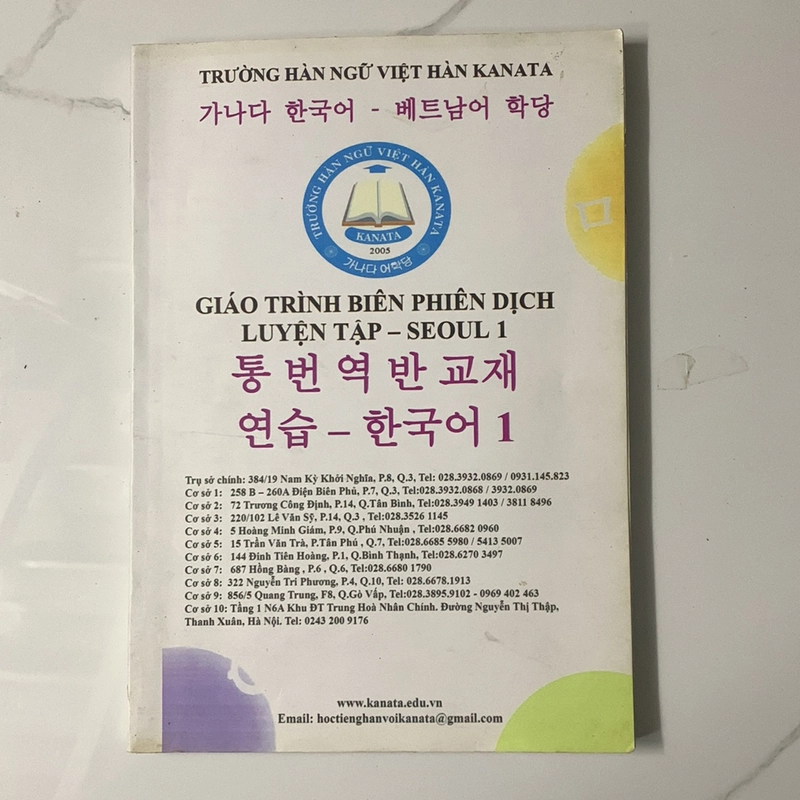 TRƯỜNG HÀN NGỮ VIỆT HÀN KANATA
가나다 한국어 - 베트남어 학당
TRƯỜNG HÀN NGỮ VIỆT HÀN KANATA
KANATA
2005
가나다 어학당
GIÁO TRÌNH BIÊN PHIÊN DỊCH
LUYỆN TẬP – SEOUL 1
통 번 역 반 교재
연습 – 한국어 1
Trụ sở chính: 384/19 Nam Kỳ Khởi Nghĩa, P.8, Q.3, Tel: 028.3932.0869 / 0931.145.823
Cơ sở 1: 258 B – 260A Điện Biên Phủ, P.7, Q.3, Tel:028.3932.0868 / 3932.0869
Cơ sở 2: 72 Trương Công Định, P.14, Q.Tân Bình, Tel:028.3949 1403 / 3811 8496
Cơ sở 3: 220/102 Lê Văn Sỹ, P.14, Q.3 , Tel:028.3526 1145
Cơ sở 4: 5 Hoàng Minh Giám, P.9, Q.Phú Nhuận, Tel:028.6682 0960
Cơ sở 5: 15 Trần Văn Trà, P.Tân Phú , Q.7, Tel:028.6685 5980 / 5413 5007
Cơ sở 6: 144 Đinh Tiên Hoàng, P.1, Q.Bình Thạnh, Tel:028.6270 3497
Cơ sở 7: 687 Hồng Bàng , P.6 , Q.6, Tel:028.6680 1790
Cơ sở 8: 322 Nguyễn Tri Phương, P.4, Q.10, Tel: 028.6678.1913
Cơ sở 9: 856/5 Quang Trung, F8, Q.Gò Vấp, Tel:028.3895.9102 - 0969 402 463
Cơ sở 10: Tầng 1 N6A Khu ĐT Trung Hoà Nhân Chính. Đường Nguyễn Thị Thập,
Thanh Xuân, Hà Nội. Tel: 0243 200 9176
www.kanata.edu.vn
Email: hoctienghanvoikanata@gmail.com